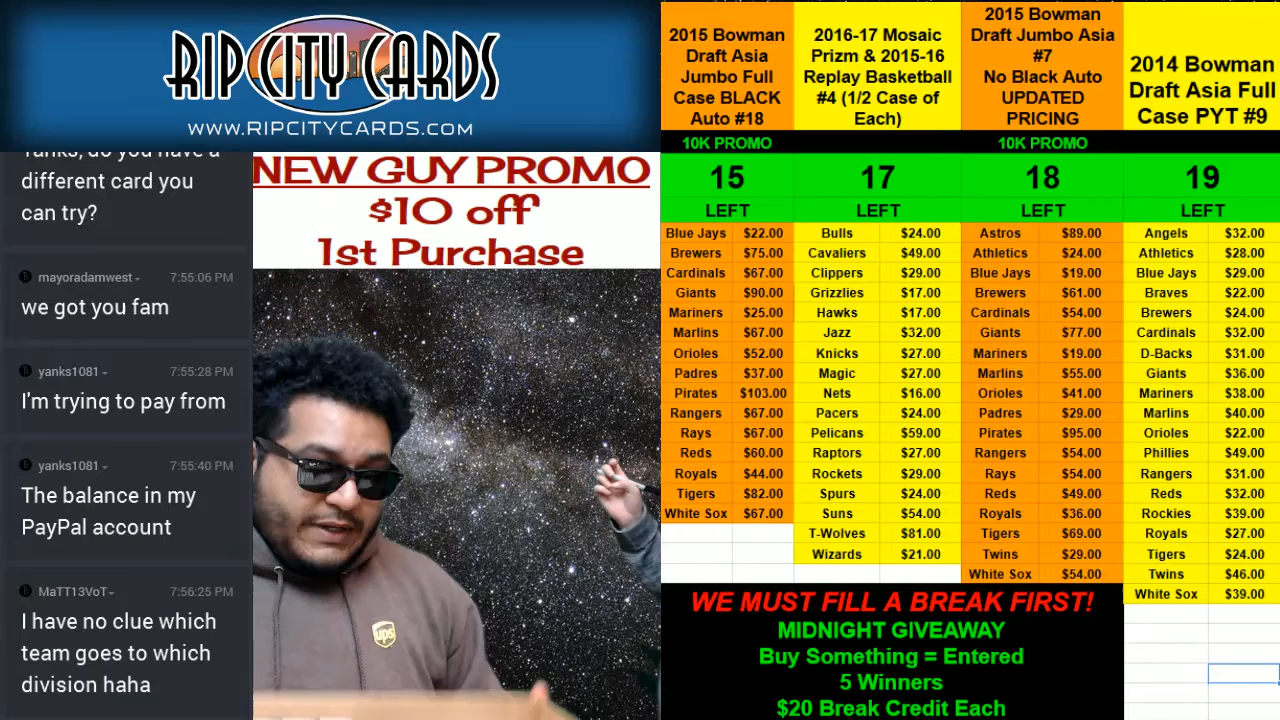 RIP CITY CARDS
WWW.RIPCITYCARDS.COM
Yanks, do you have a
different card you
can try?
mayoradamwest 7:55:06 PM
we got you fam
yanks1081 7:55:28 PM
I'm trying to pay from
yanks1081 7:55:40 PM
The balance in my
PayPal account
MaTT13VoT 7:56:25 PM
I have no clue which
team goes to which
division haha
NEW GUY PROMO
$10 off
1st Purchase
ups
2015 Bowman
Draft Asia
Jumbo Full
Case BLACK
Auto #18
10K PROMO
15
LEFT
Blue Jays $22.00
Brewers $75.00
Cardinals $67.00
Giants $90.00
Mariners $25.00
Marlins $67.00
Orioles $52.00
Padres $37.00
Pirates $103.00
Rangers $67.00
Rays $67.00
Reds $60.00
Royals $44.00
Tigers $82.00
White Sox $67.00
2016-17 Mosaic
Prizm & 2015-16
Replay Basketball
#4 (1/2 Case of
Each)
17
LEFT
Bulls $24.00
Cavaliers $49.00
Clippers $29.00
Grizzlies $17.00
Hawks $17.00
Jazz $32.00
Knicks $27.00
Magic $27.00
Nets $16.00
Pacers $24.00
Pelicans $59.00
Raptors $27.00
Rockets $29.00
Spurs $24.00
Suns $54.00
T-Wolves $81.00
Wizards $21.00
2015 Bowman
Draft Jumbo Asia
#7
No Black Auto
UPDATED
PRICING
10K PROMO
18
LEFT
Astros $89.00
Athletics $24.00
Blue Jays $19.00
Brewers $61.00
Cardinals $54.00
Giants $77.00
Mariners $19.00
Marlins $55.00
Orioles $41.00
Padres $29.00
Pirates $95.00
Rangers $54.00
Rays $54.00
Reds $49.00
Royals $36.00
Tigers $69.00
Twins $29.00
White Sox $54.00
2014 Bowman
Draft Asia Full
Case PYT #9
19
LEFT
Angels $32.00
Athletics $28.00
Blue Jays $29.00
Braves $22.00
Brewers $24.00
Cardinals $32.00
D-Backs $31.00
Giants $36.00
Mariners $38.00
Marlins $40.00
Orioles $22.00
Phillies $49.00
Rangers $31.00
Reds $32.00
Rockies $39.00
Royals $27.00
Tigers $24.00
Twins $46.00
White Sox $39.00
WE MUST FILL A BREAK FIRST!
MIDNIGHT GIVEAWAY
Buy Something = Entered
5 Winners
$20 Break Credit Each